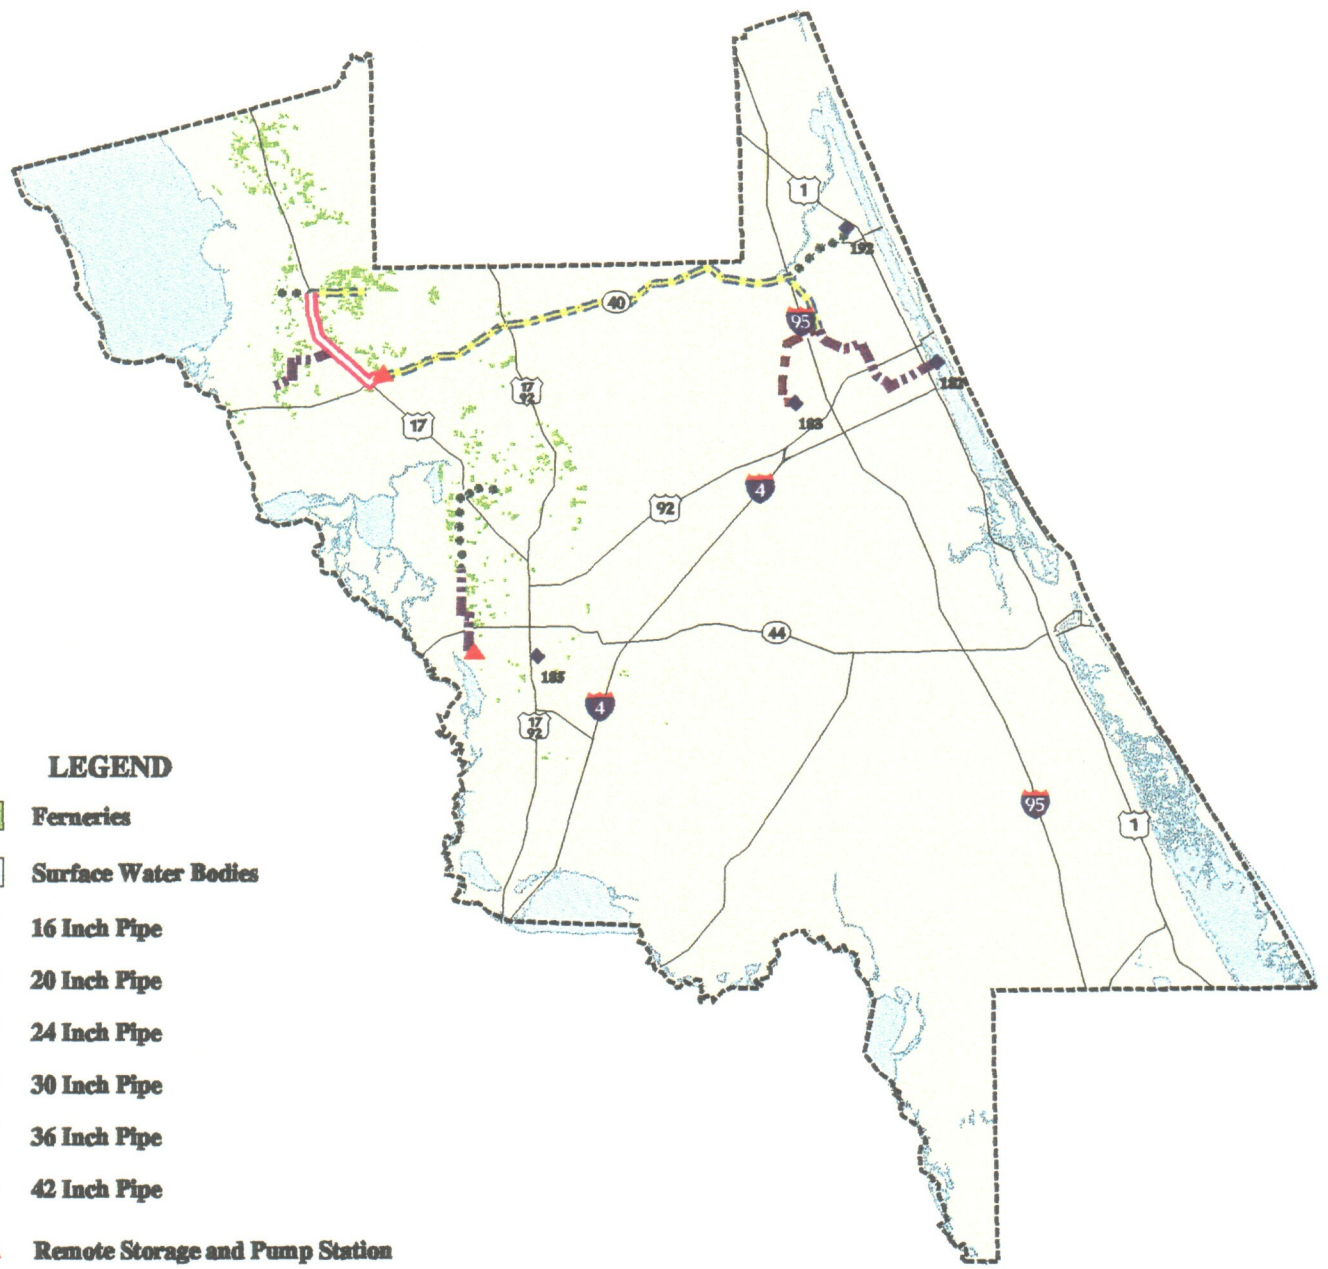 1
192
40
95
17
92
182
183
17
4
92
44
185
4
17
92
LEGEND
Ferneries
95
1
Surface Water Bodies
16 Inch Pipe
20 Inch Pipe
24 Inch Pipe
30 Inch Pipe
36 Inch Pipe
42 Inch Pipe
Remote Storage and Pump Station